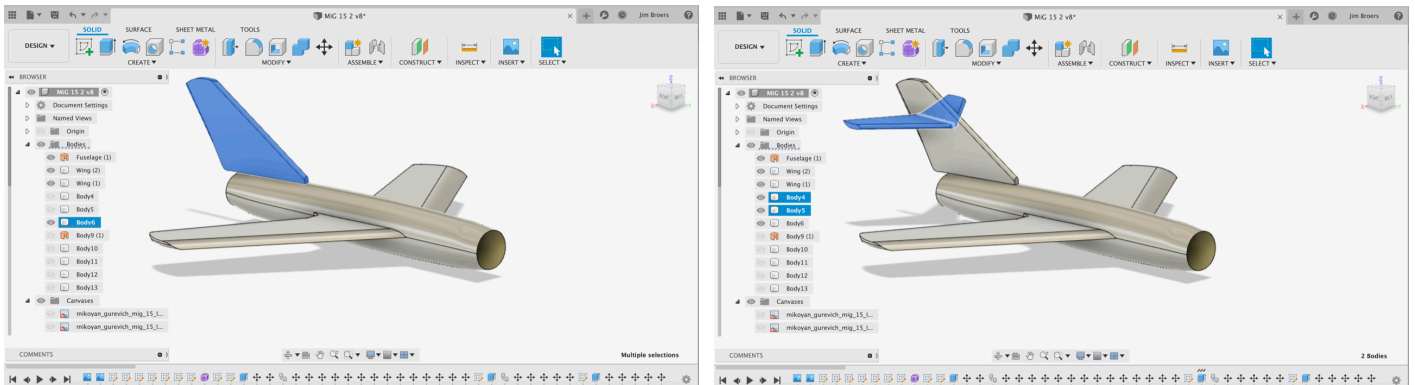 MiG 15 2 v8*
Jim Broers
SOLID SURFACE SHEET METAL TOOLS
DESIGN
CREATE MODIFY ASSEMBLE CONSTRUCT INSPECT INSERT SELECT
BROWSER
MiG 15 2 v8
Document Settings
Named Views
Origin
Bodies
Fuselage (1)
Wing (2)
Wing (1)
Body4
Body5
Body6
Body9 (1)
Body10
Body11
Body12
Body13
Canvases
mikoyan_gurevich_mig_15_l...
mikoyan_gurevich_mig_15_l...
COMMENTS
Multiple selections
MiG 15 2 v8*
Jim Broers
SOLID SURFACE SHEET METAL TOOLS
DESIGN
CREATE MODIFY ASSEMBLE CONSTRUCT INSPECT INSERT SELECT
BROWSER
MiG 15 2 v8
Document Settings
Named Views
Origin
Bodies
Fuselage (1)
Wing (2)
Wing (1)
Body4
Body5
Body6
Body9 (1)
Body10
Body11
Body12
Body13
Canvases
mikoyan_gurevich_mig_15_l...
mikoyan_gurevich_mig_15_l...
COMMENTS
2 Bodies